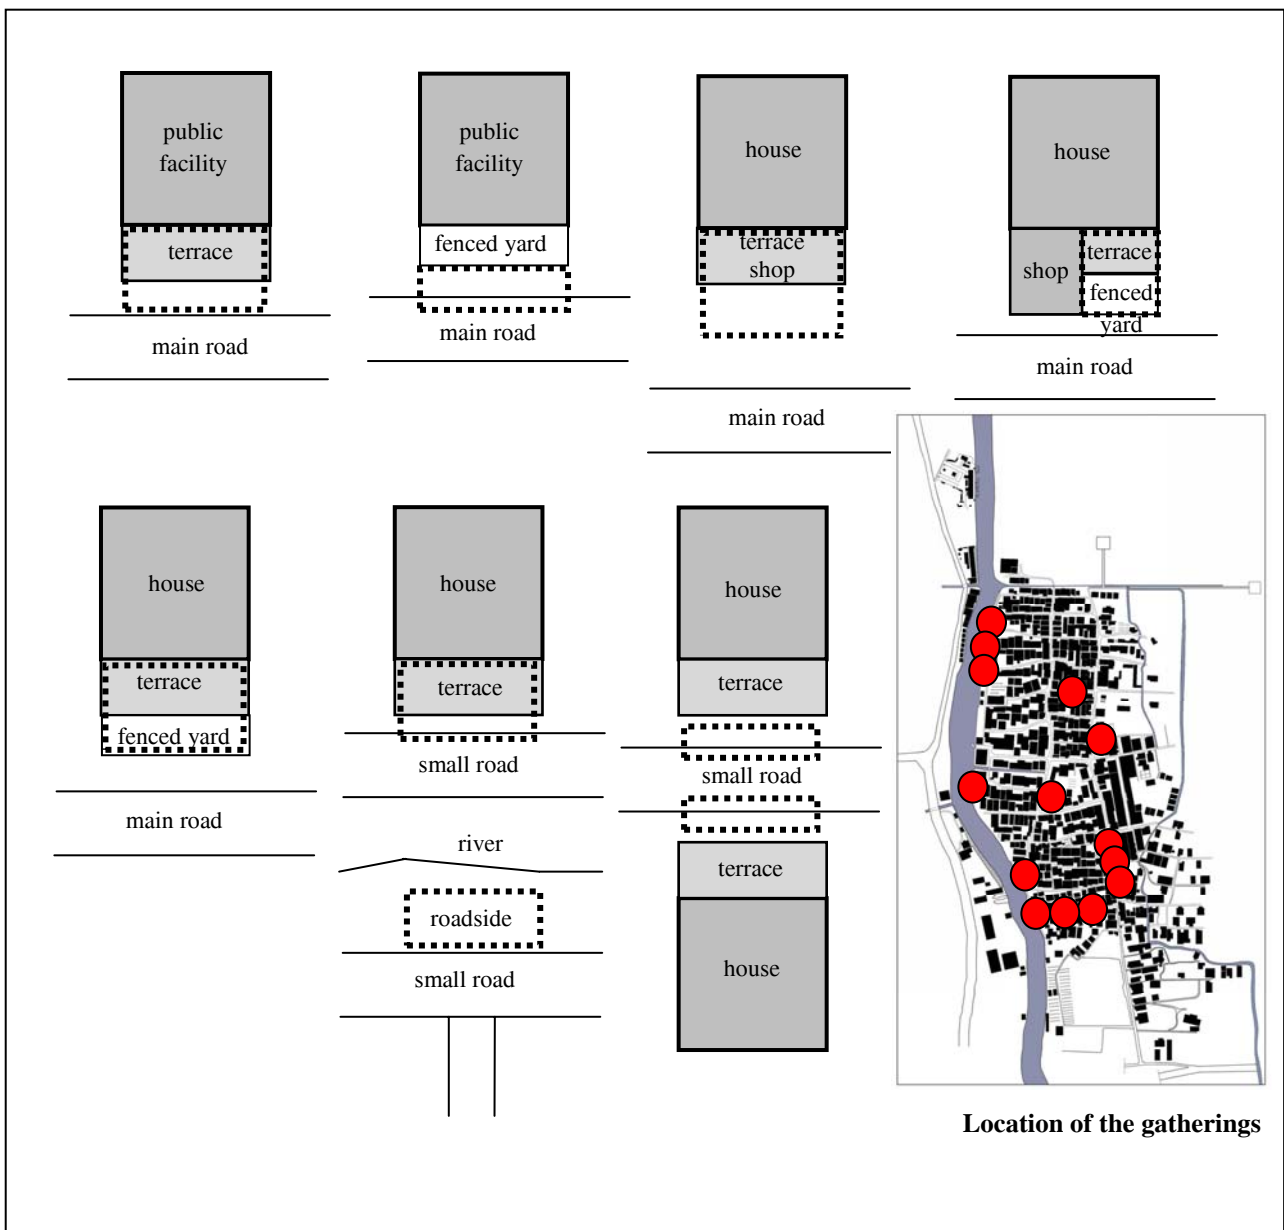 public
facility
terrace
main road
public
facility
fenced yard
main road
house
terrace
shop
main road
house
shop
terrace
fenced
yard
main road
house
terrace
fenced yard
main road
house
terrace
small road
river
roadside
small road
house
terrace
small road
terrace
house
Location of the gatherings